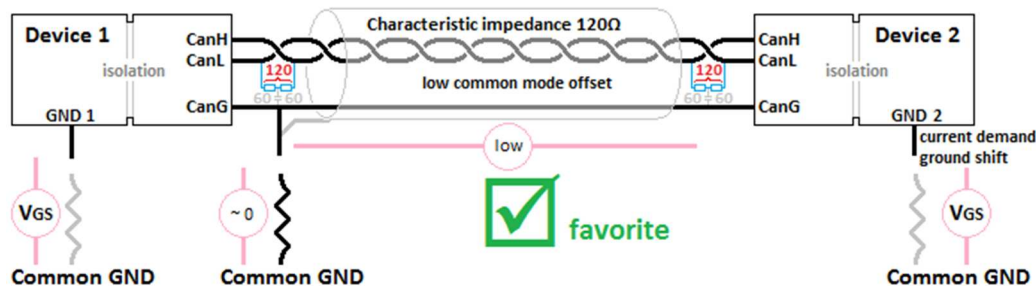 Characteristic impedance 120Ω
Device 1
CanH
CanH
Device 2
isolation
CanL
CanL
isolation
120
low common mode offset
120
60 60
60 60
CanG
CanG
GND 1
GND 2
low
current demand
ground shift
VGS
~ 0
VGS
favorite
Common GND
Common GND
Common GND